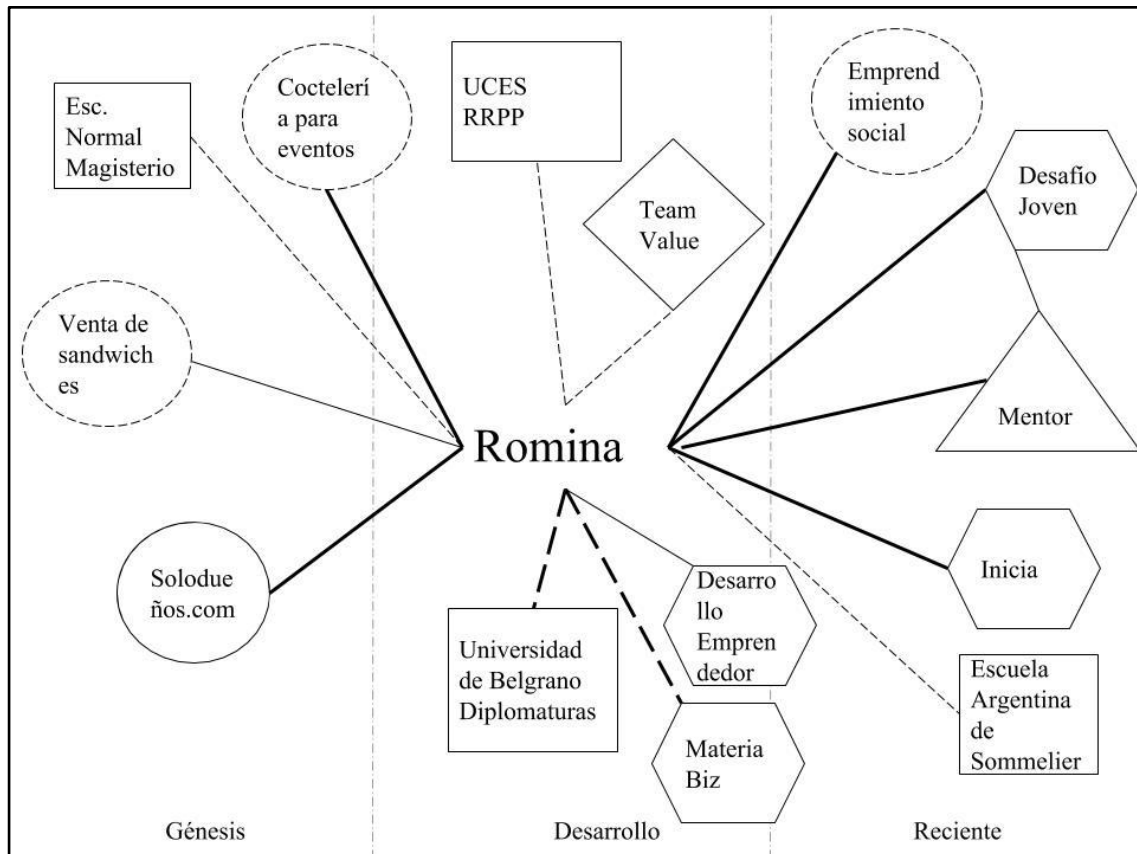 Esc.
Normal
Magisterio
Coctelerí
a para
eventos
UCES
RRPP
Team
Value
Emprend
imiento
social
Desafío
Joven
Venta de
sandwich
es
Romina
Mentor
Solodue
ños.com
Universidad
de Belgrano
Diplomaturas
Desarro
llo
Empren
dedor
Materia
Biz
Inicia
Escuela
Argentina
de
Sommelier
Génesis
Desarrollo
Reciente